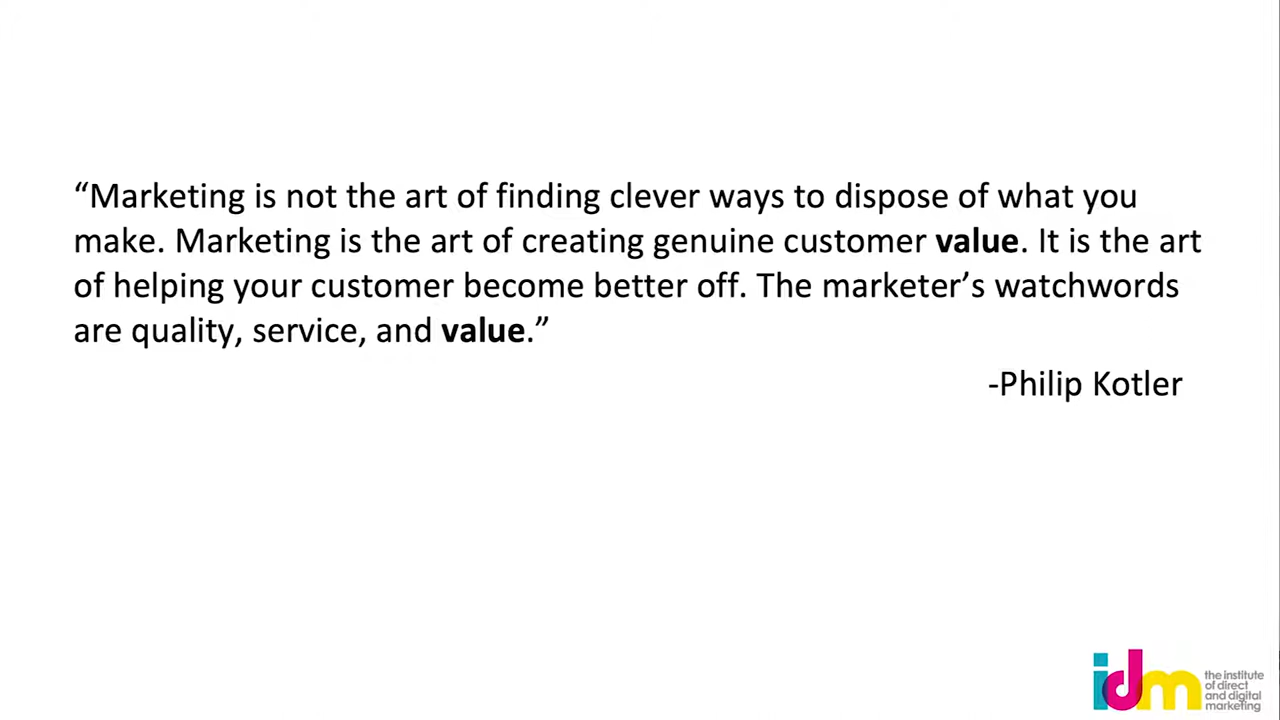 “Marketing is not the art of finding clever ways to dispose of what you
make. Marketing is the art of creating genuine customer value. It is the art
of helping your customer become better off. The marketer’s watchwords
are quality, service, and value.”
-Philip Kotler
idm
the institute
of direct
and digital
marketing